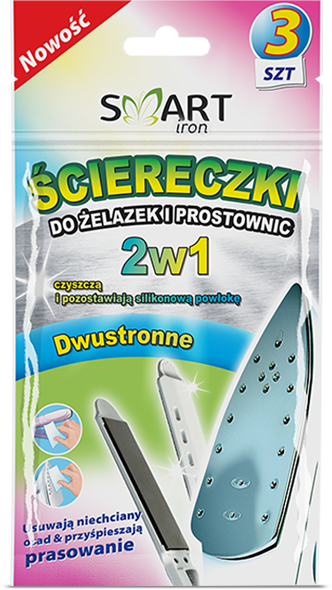 Nowość
3
SZT
SMART
iron
ŚCIERECZKI
DO ŻELAZEK I PROSTOWNIC
2w1
czyszczą
i pozostawiają silikonową powłokę
Dwustronne
Usuwają niechciany
osad & przyśpieszają
prasowanie